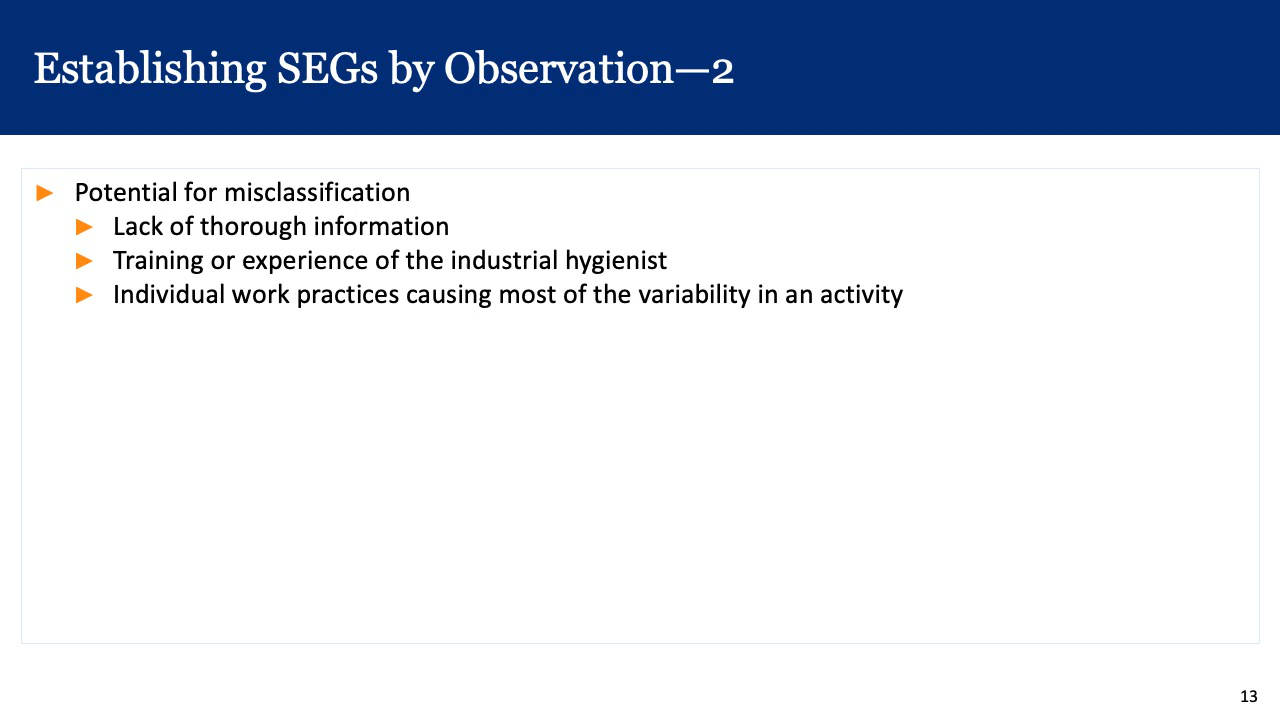 Establishing SEGs by Observation—2
► Potential for misclassification
► Lack of thorough information
► Training or experience of the industrial hygienist
► Individual work practices causing most of the variability in an activity
13